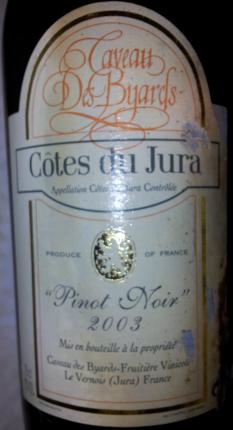 Caveau
Des Byards
Côtes du Jura
Appellation Côtes du Jura Contrôlée
PRODUCE OF FRANCE
"Pinot Noir"
2003
Mis en bouteille à la propriété
Caveau des Byards-Fruitière Vinicole
Le Vernois (Jura) France